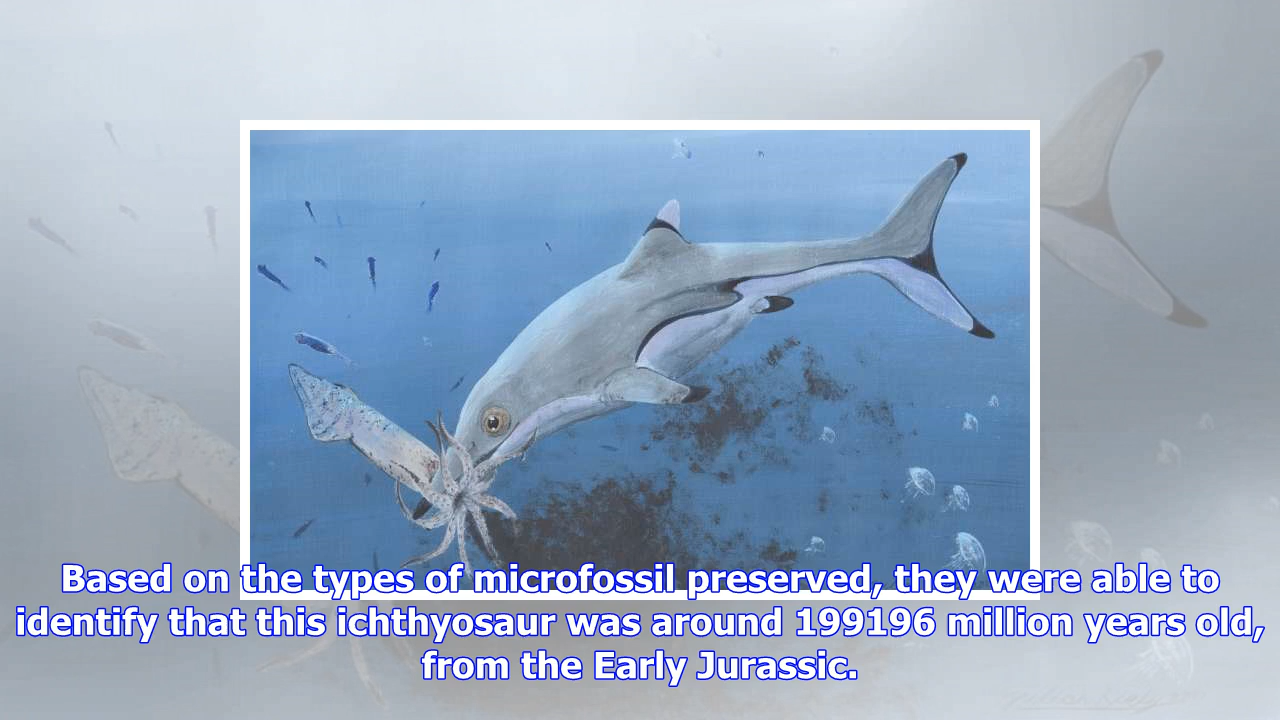 Based on the types of microfossil preserved, they were able to
identify that this ichthyosaur was around 199196 million years old,
from the Early Jurassic.